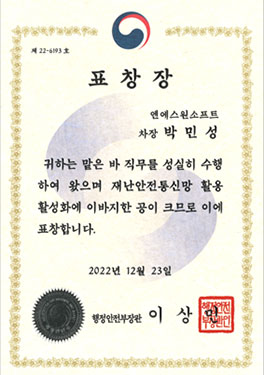 제 22-6193 호
표창장
엔에스원소프트
차장 박민성
귀하는 맡은 바 직무를 성실히 수행
하여 왔으며 재난안전통신망 활용
활성화에 이바지한 공이 크므로 이에
표창합니다.
2022년 12월 23일
행정안전부장관 이상민